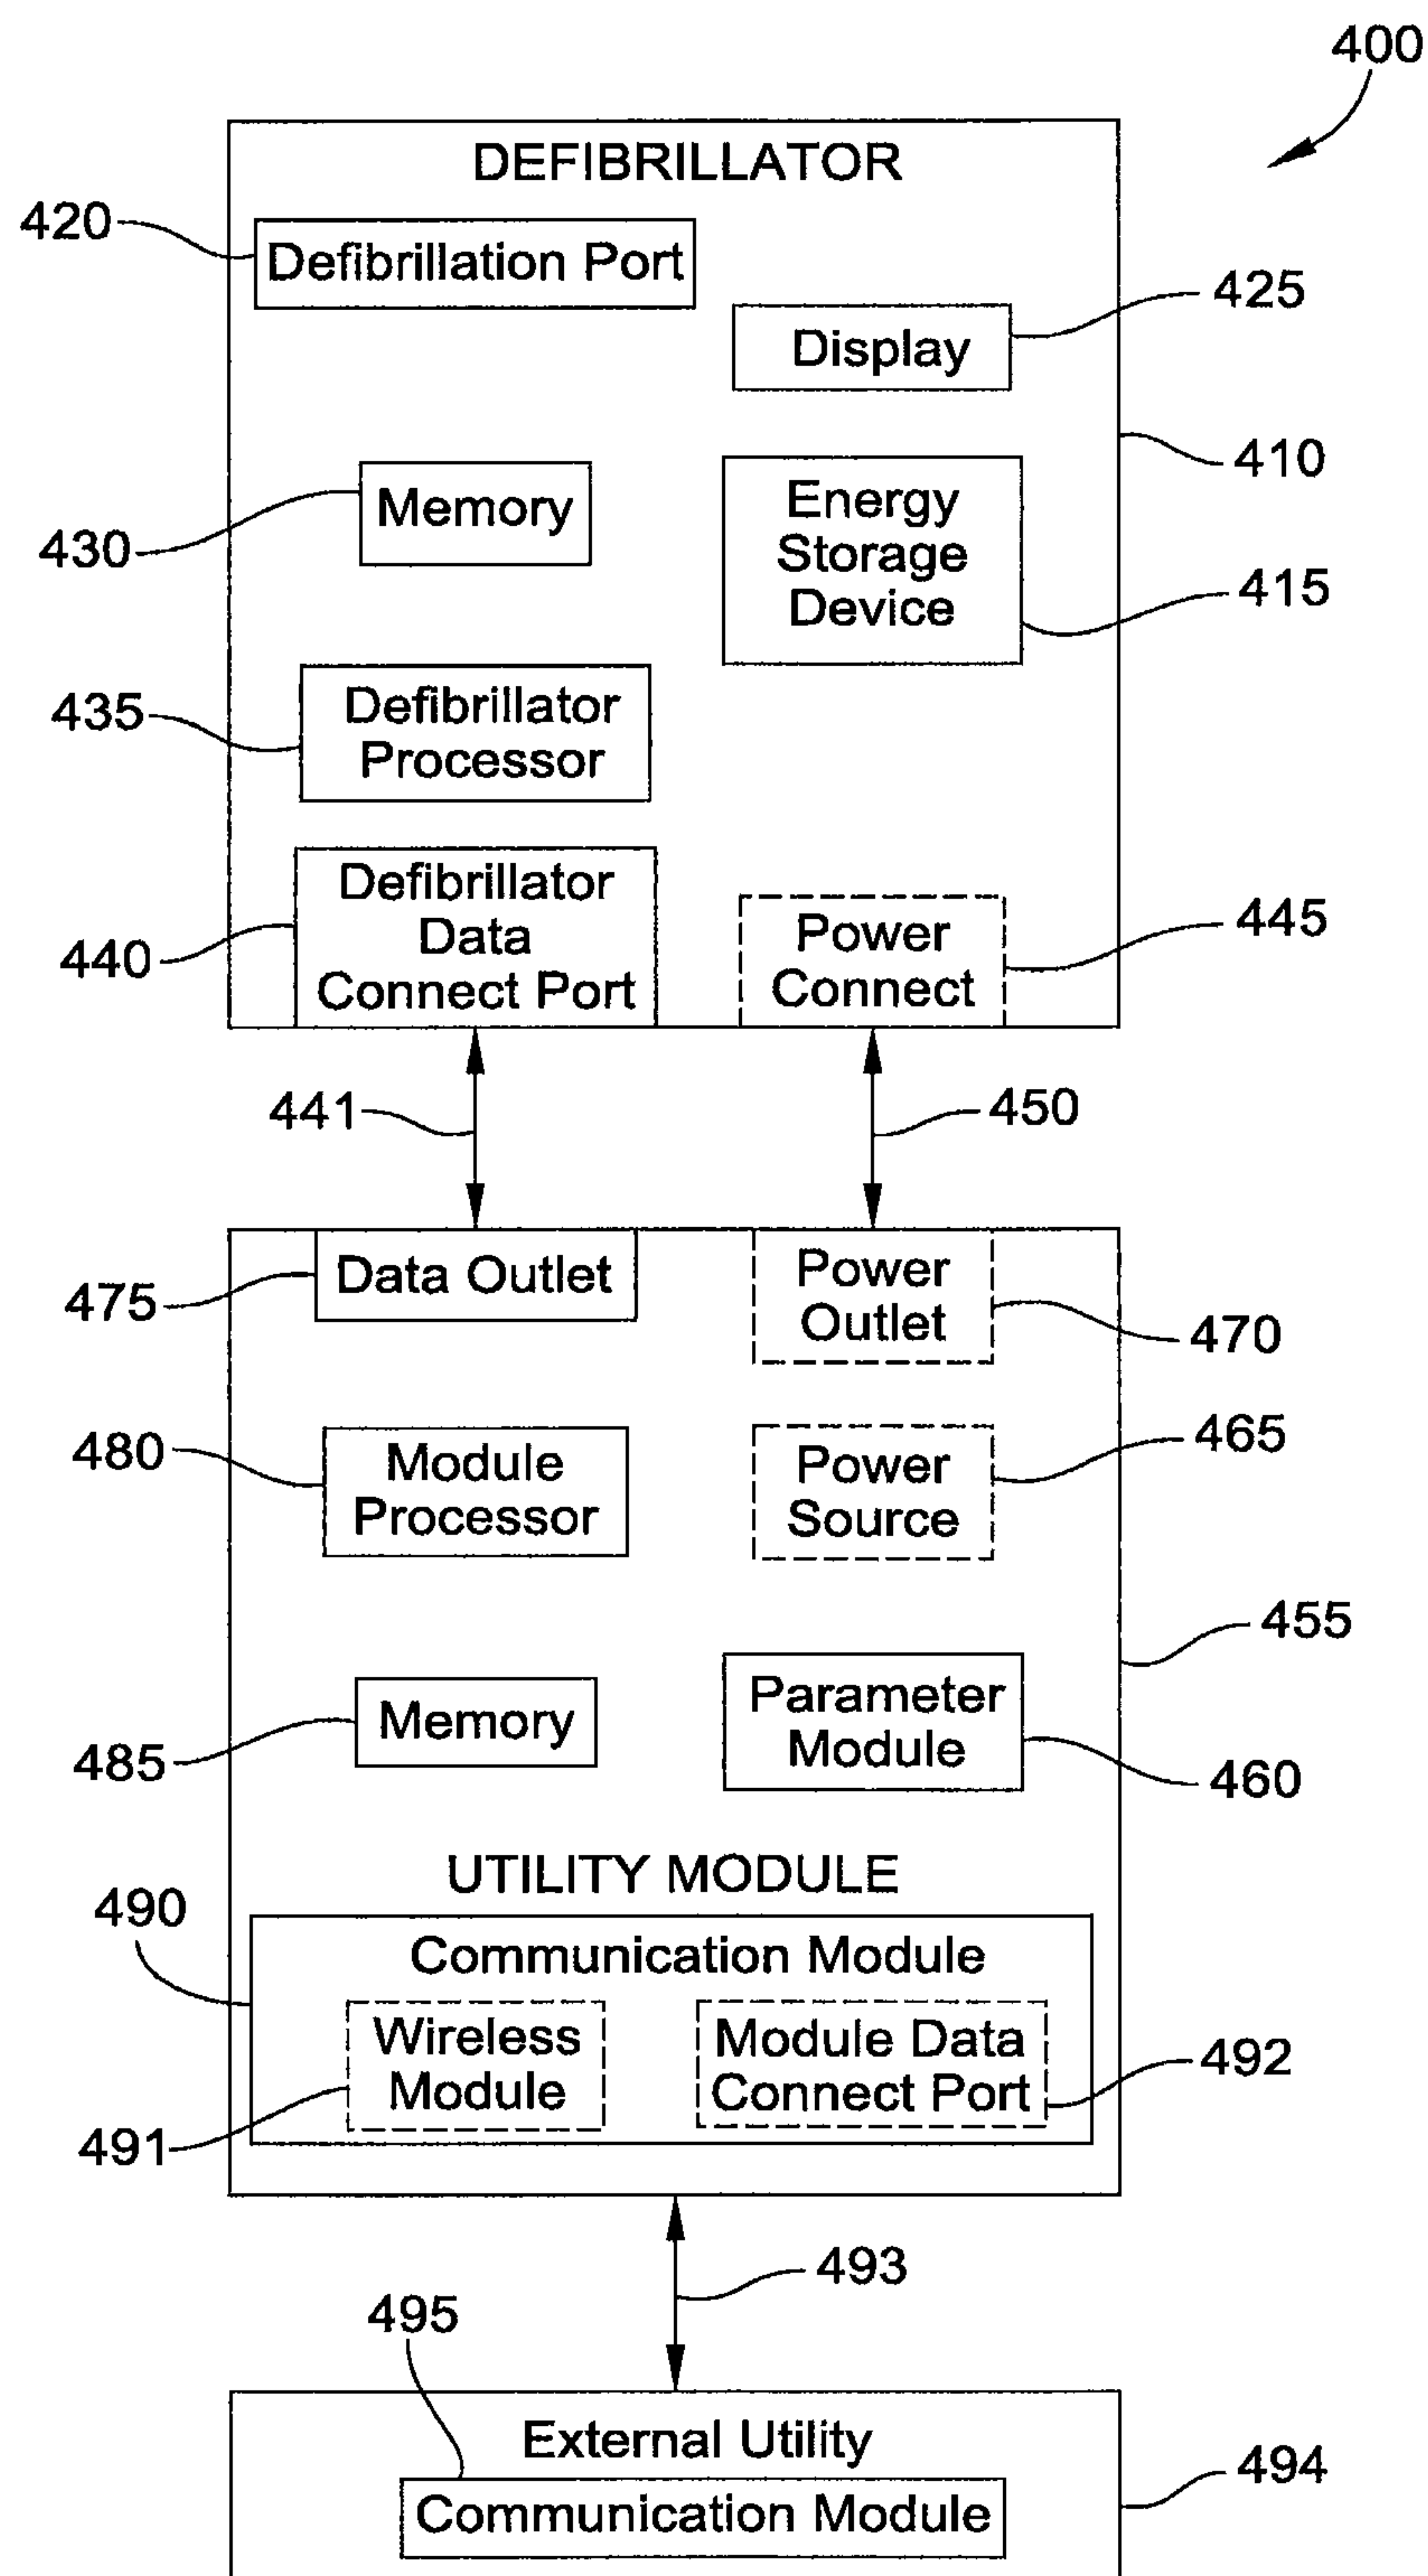 400
DEFIBRILLATOR
420
Defibrillation Port
425
Display
410
430
Memory
Energy
Storage
Device
415
435
Defibrillator
Processor
440
Defibrillator
Data
Connect Port
Power
Connect
445
441
450
475
Data Outlet
Power
Outlet
470
480
Module
Processor
Power
Source
465
455
485
Memory
Parameter
Module
460
UTILITY MODULE
490
Communication Module
Wireless
Module
491
Module Data
Connect Port
492
493
495
External Utility
494
Communication Module